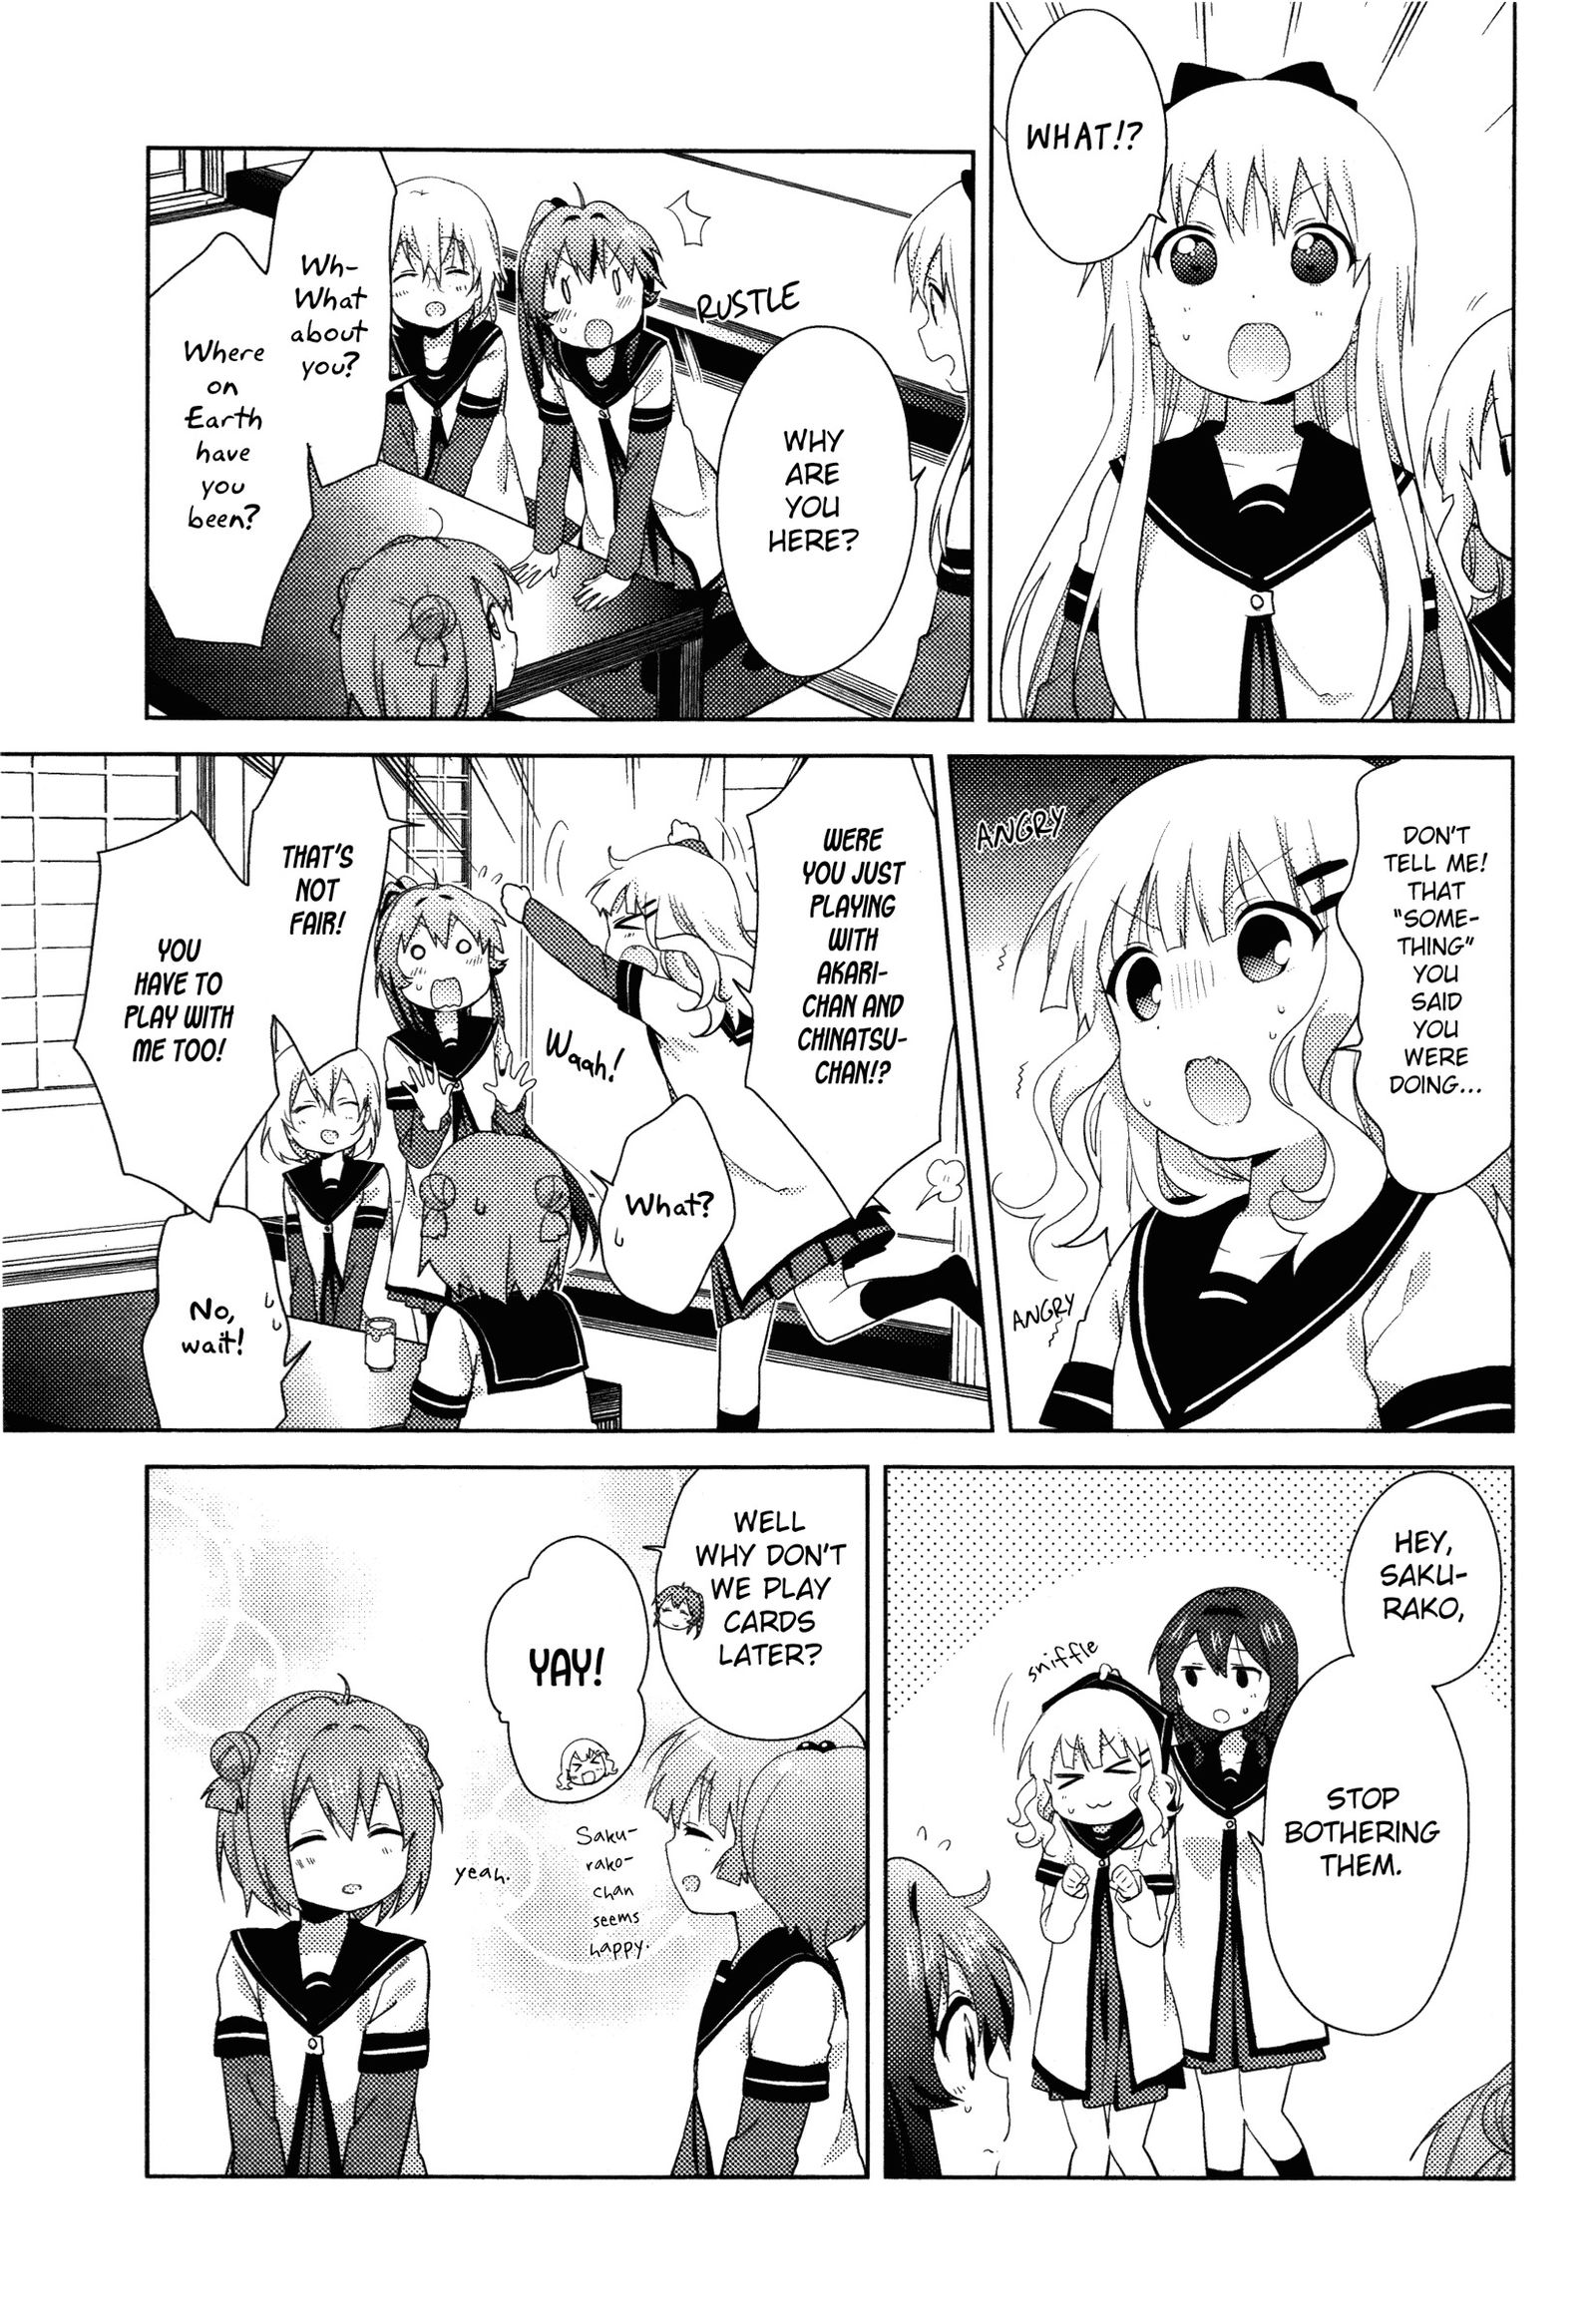 WHAT!?
RUSTLE
WHY
ARE
YOU
HERE?
Wh-
What
about
you?
Where
on
Earth
have
you
been?
DON'T
TELL ME!
THAT
"SOME-
THING"
YOU
SAID
YOU
WERE
DOING...
ANGRY
ANGRY
WERE
YOU JUST
PLAYING
WITH
AKARI-
CHAN AND
CHINATSU-
CHAN!?
Waah!
What?
THAT'S
NOT
FAIR!
YOU
HAVE TO
PLAY WITH
ME TOO!
No,
wait!
HEY,
SAKU-
RAKO,
sniffle
STOP
BOTHERING
THEM.
WELL
WHY DON'T
WE PLAY
CARDS
LATER?
YAY!
Saku-
rako-
chan
seems
happy.
yeah.